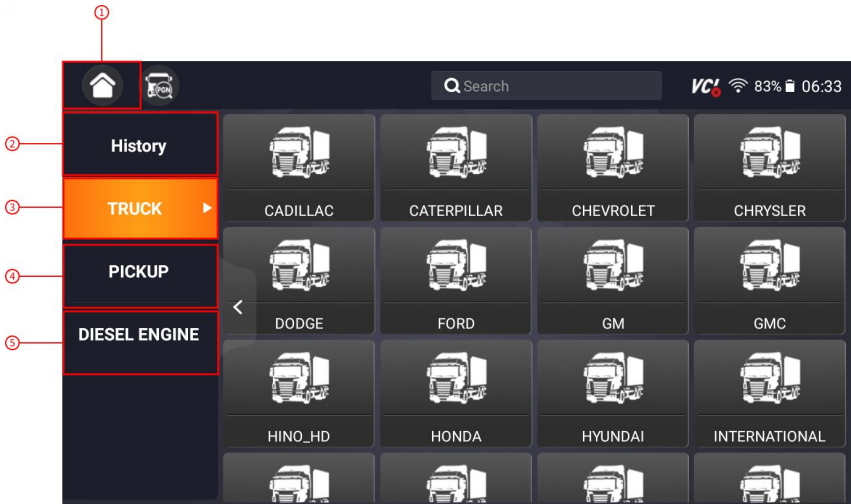 ①
PGN
Search
VCI 83% 06:33
② History
③ TRUCK
④ PICKUP
⑤ DIESEL ENGINE
CADILLAC CATERPILLAR CHEVROLET CHRYSLER
DODGE FORD GM GMC
HINO_HD HONDA HYUNDAI INTERNATIONAL